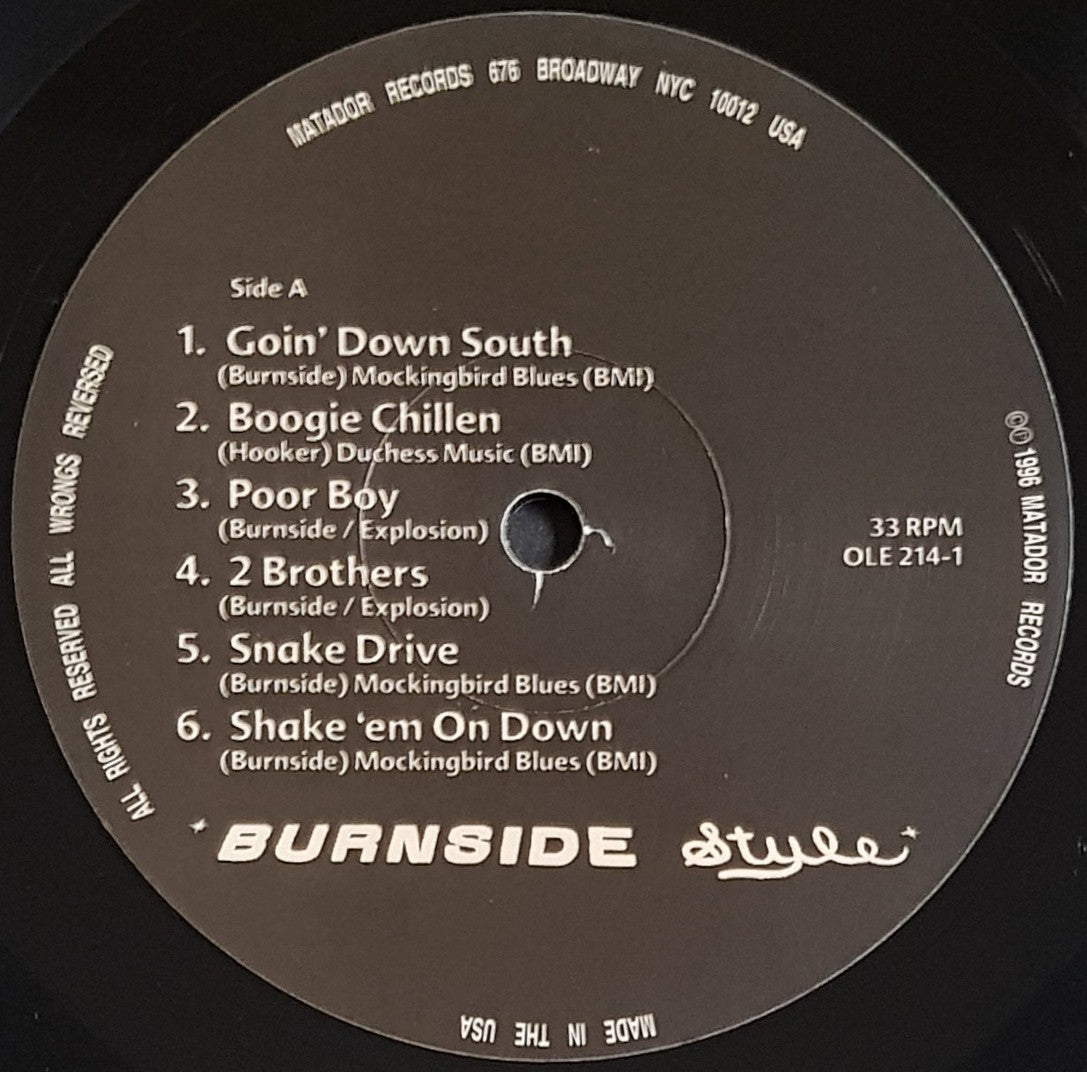 MATADOR RECORDS 676 BROADWAY NYC 10012 USA
Side A
1. Goin' Down South
(Burnside) Mockingbird Blues (BMI)
2. Boogie Chillen
(Hooker) Duchess Music (BMI)
3. Poor Boy
(Burnside / Explosion)
4. 2 Brothers
(Burnside / Explosion)
5. Snake Drive
(Burnside) Mockingbird Blues (BMI)
6. Shake ‘em On Down
(Burnside) Mockingbird Blues (BMI)
33 RPM
OLE 214-1
BURNSIDE Style
ALL RIGHTS RESERVED ALL WRONGS REVERSED
©℗ 1996 MATADOR RECORDS
MADE IN THE USA